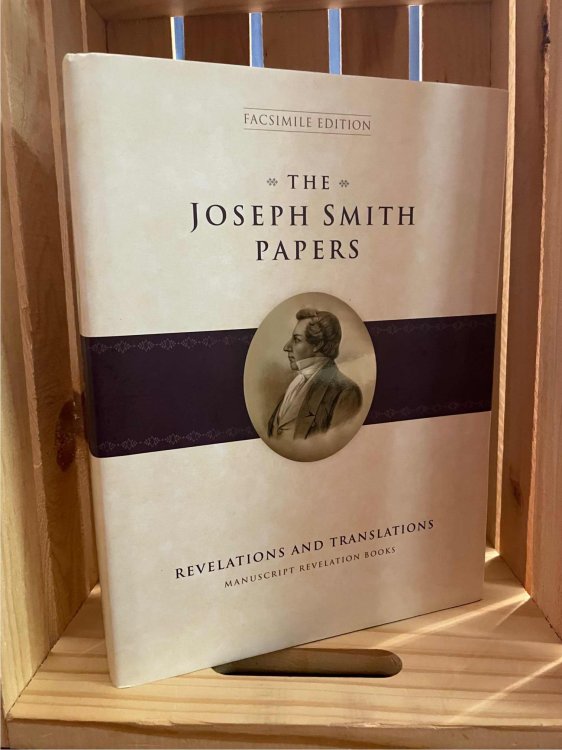 FACSIMILE EDITION
THE
JOSEPH SMITH
PAPERS
REVELATIONS AND TRANSLATIONS
MANUSCRIPT REVELATION BOOKS